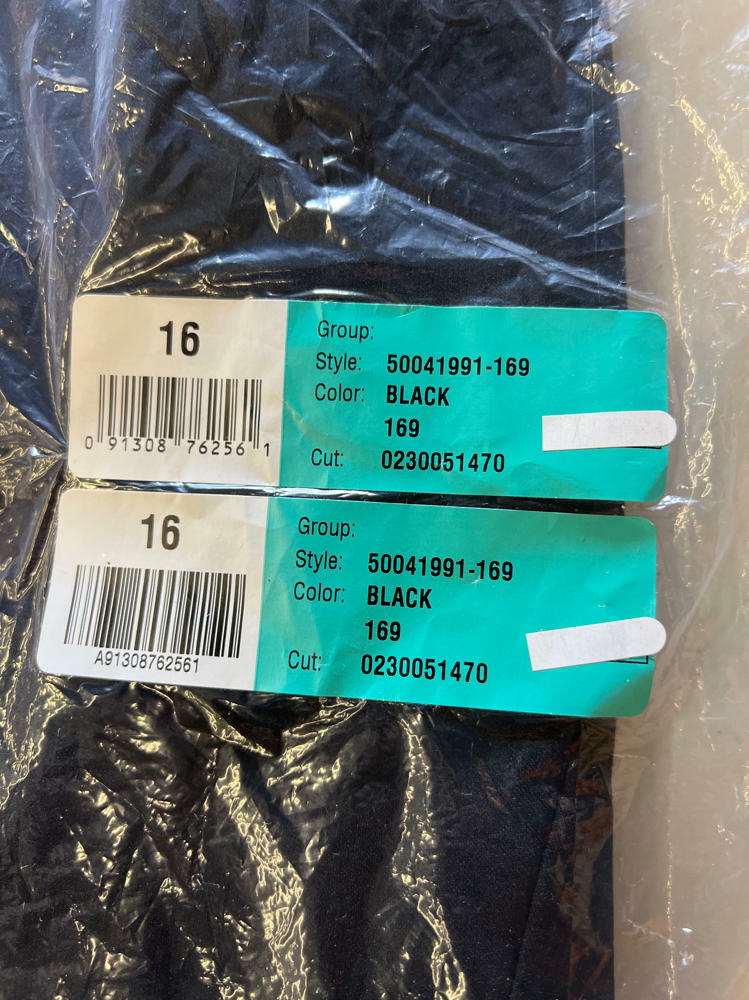 16
0 91308 76256 1
Group:
Style: 50041991-169
Color: BLACK
169
Cut: 0230051470
16
A91308762561
Group:
Style: 50041991-169
Color: BLACK
169
Cut: 0230051470